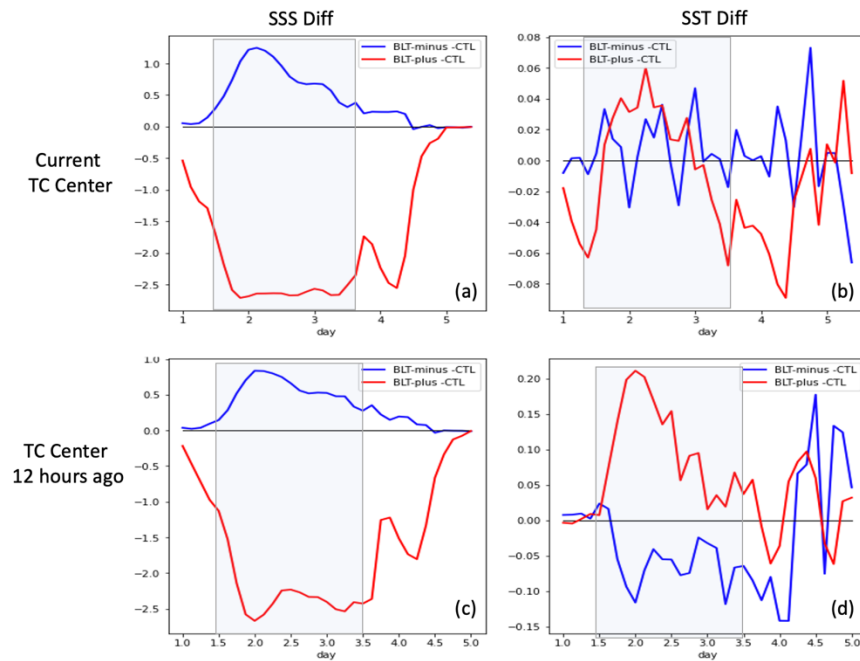 SSS Diff
SST Diff
Current
TC Center
1.0
0.5
0.0
-0.5
-1.0
-1.5
-2.0
-2.5
BLT-minus -CTL
BLT-plus -CTL
(a)
1
2
3
4
5
day
0.08
0.06
0.04
0.02
0.00
-0.02
-0.04
-0.06
-0.08
BLT-minus -CTL
BLT-plus -CTL
(b)
1
2
3
4
5
day
TC Center
12 hours ago
1.0
0.5
0.0
-0.5
-1.0
-1.5
-2.0
-2.5
BLT-minus -CTL
BLT-plus -CTL
(c)
1.0
1.5
2.0
2.5
3.0
3.5
4.0
4.5
5.0
day
0.20
0.15
0.10
0.05
0.00
-0.05
-0.10
-0.15
BLT-minus -CTL
BLT-plus -CTL
(d)
1.0
1.5
2.0
2.5
3.0
3.5
4.0
4.5
5.0
day